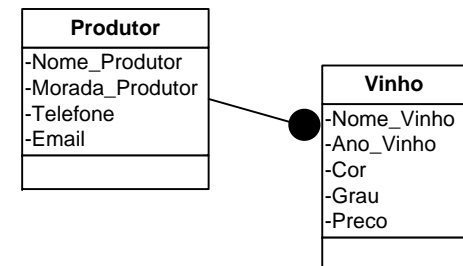 Produtor
-Nome_Produtor
-Morada_Produtor
-Telefone
-Email
Vinho
-Nome_Vinho
-Ano_Vinho
-Cor
-Grau
-Preco